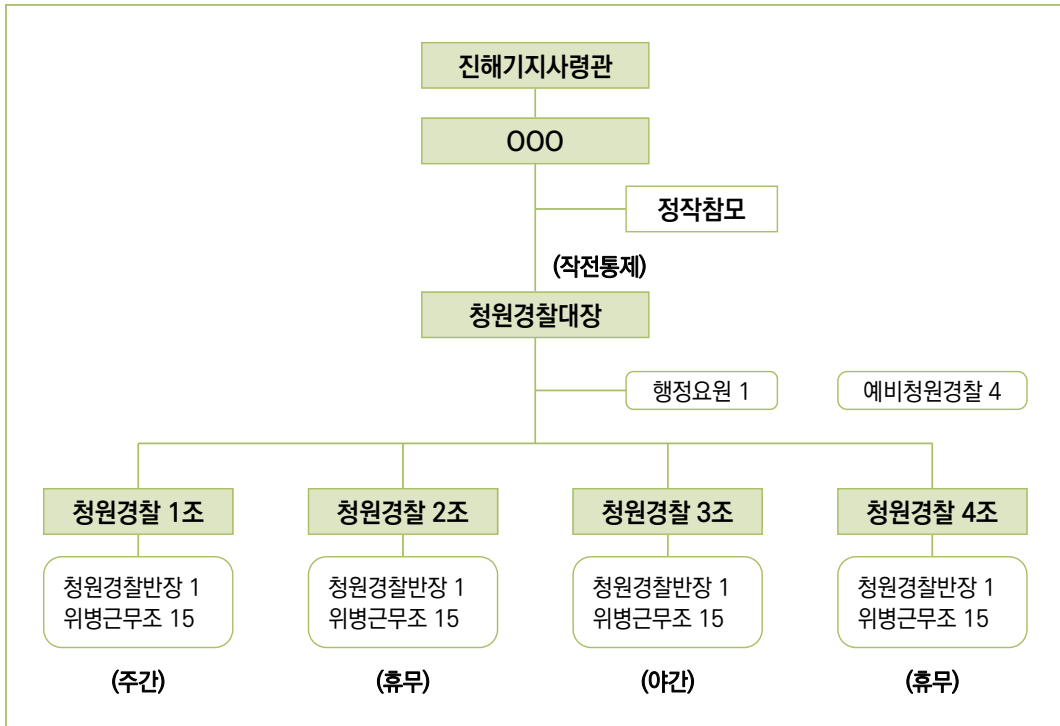 진해기지사령관
OOO
정작참모
(작전통제)
청원경찰대장
행정요원 1
예비청원경찰 4
청원경찰 1조
청원경찰 2조
청원경찰 3조
청원경찰 4조
청원경찰반장 1
위병근무조 15
청원경찰반장 1
위병근무조 15
청원경찰반장 1
위병근무조 15
청원경찰반장 1
위병근무조 15
(주간)
(휴무)
(야간)
(휴무)